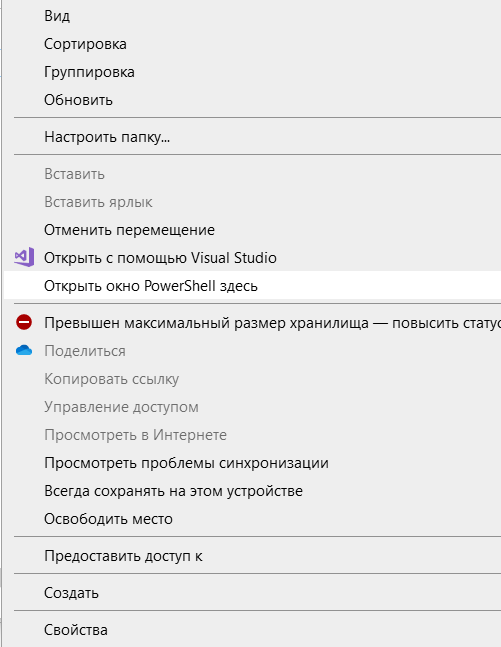 Вид
Сортировка
Группировка
Обновить
Настроить папку...
Вставить
Вставить ярлык
Отменить перемещение
Открыть с помощью Visual Studio
Открыть окно PowerShell здесь
Превышен максимальный размер хранилища — повысить статус
Поделиться
Копировать ссылку
Управление доступом
Просмотреть в Интернете
Просмотреть проблемы синхронизации
Всегда сохранять на этом устройстве
Освободить место
Предоставить доступ к
Создать
Свойства